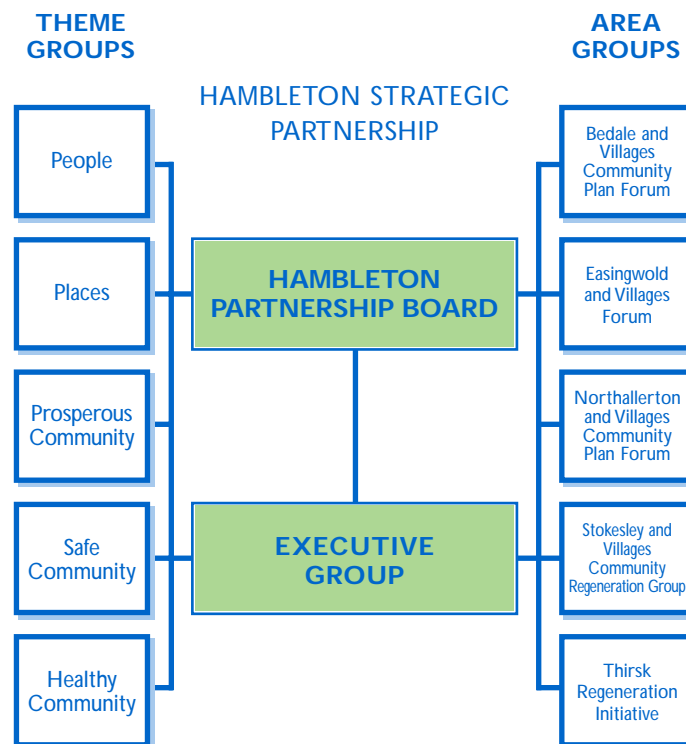 THEME
GROUPS
AREA
GROUPS
HAMBLETON STRATEGIC
PARTNERSHIP
People
Places
Prosperous
Community
Safe
Community
Healthy
Community
HAMBLETON
PARTNERSHIP BOARD
EXECUTIVE
GROUP
Bedale and
Villages
Community
Plan Forum
Easingwold
and Villages
Forum
Northallerton
and Villages
Community
Plan Forum
Stokesley and
Villages
Community
Regeneration Group
Thirsk
Regeneration
Initiative